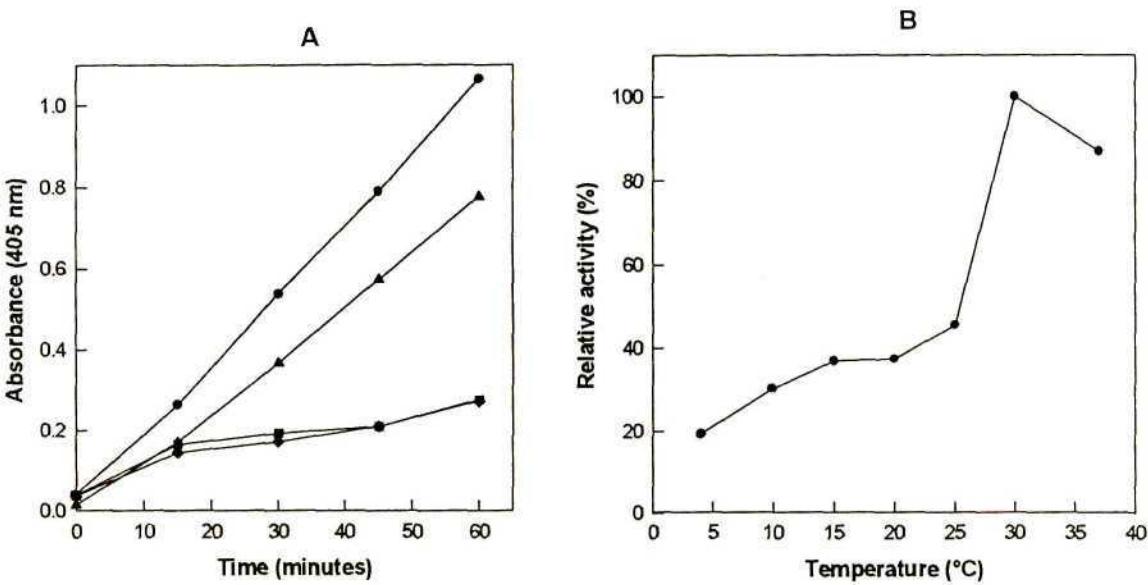 A
Absorbance (405 nm)
1.0
0.8
0.6
0.4
0.2
0.0
0 10 20 30 40 50 60
Time (minutes)
B
Relative activity (%)
100
80
60
40
20
0
0 5 10 15 20 25 30 35 40
Temperature (°C)